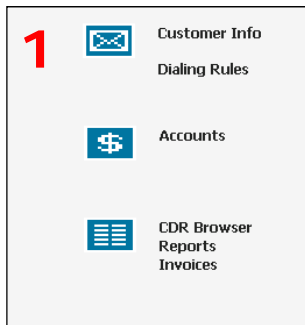 1
Customer Info
Dialing Rules
$
Accounts
CDR Browser
Reports
Invoices